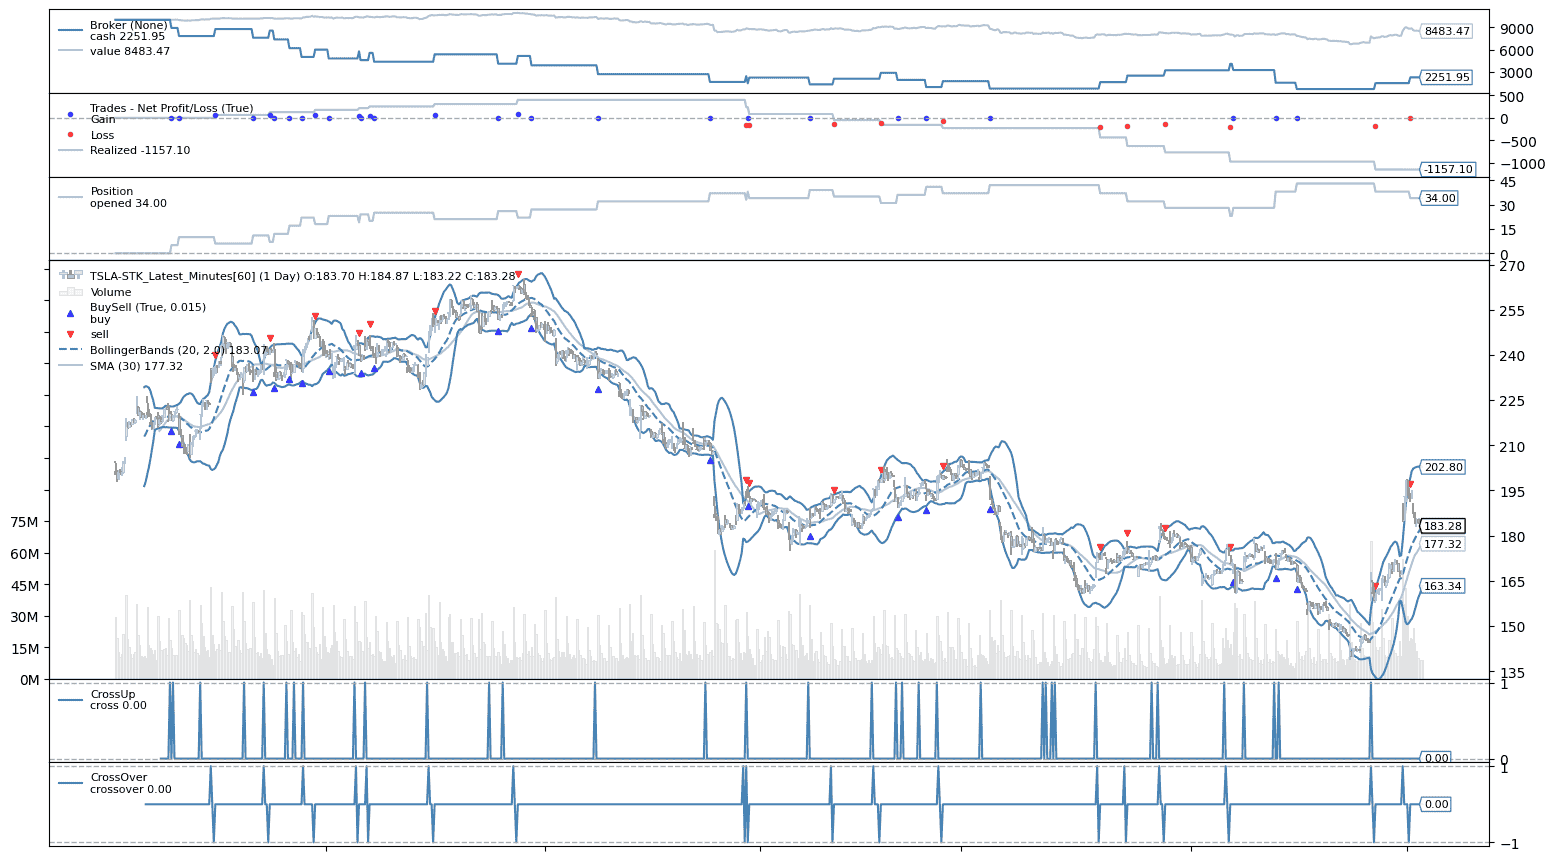 Broker (None)
cash 2251.95
value 8483.47
8483.47
2251.95
9000
6000
3000
Trades - Net Profit/Loss (True)
Gain
Loss
Realized -1157.10
-1157.10
500
0
−500
−1000
Position
opened 34.00
34.00
45
30
15
0
TSLA-STK_Latest_Minutes[60] (1 Day) O:183.70 H:184.87 L:183.22 C:183.28
Volume
BuySell (True, 0.015)
buy
sell
BollingerBands (20, 2.0) 183.07
SMA (30) 177.32
75M
60M
45M
30M
15M
0M
202.80
183.28
177.32
163.34
270
255
240
225
210
195
180
165
150
135
CrossUp
cross 0.00
0.00
1
0
CrossOver
crossover 0.00
0.00
1
−1